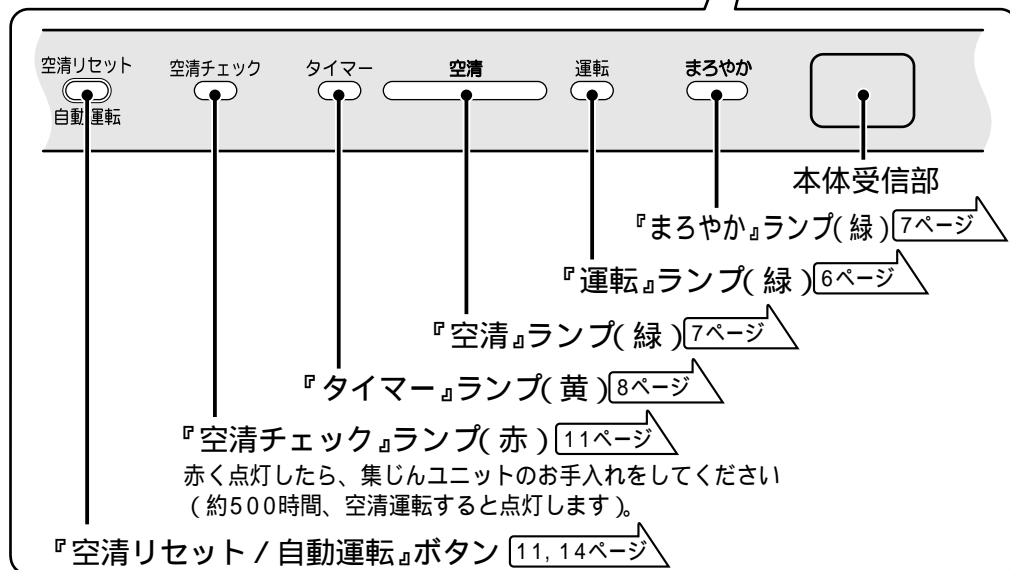 空清リセット 空清チェック タイマー 空清 運転 まろやか
自動運転
本体受信部
『まろやか』ランプ(緑) 7ページ
『運転』ランプ(緑) 6ページ
『空清』ランプ(緑) 7ページ
『タイマー』ランプ(黄) 8ページ
『空清チェック』ランプ(赤) 11ページ
赤く点灯したら、集じんユニットのお手入れをしてください
(約500時間、空清運転すると点灯します)。
『空清リセット/自動運転』ボタン 11, 14ページ